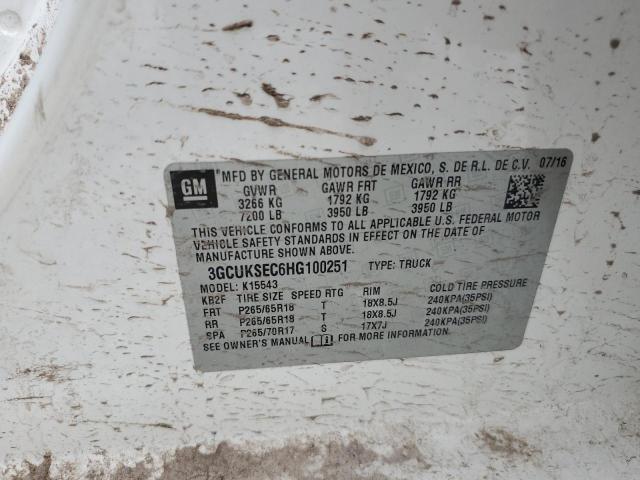 GM
"MFD BY GENERAL MOTORS DE MEXICO, S. DE R.L. DE C.V. 07/16
GVWR GAWR FRT GAWR RR
3266 KG 1792 KG 1792 KG
7200 LB 3950 LB 3950 LB
THIS VEHICLE CONFORMS TO ALL APPLICABLE U.S. FEDERAL MOTOR
VEHICLE SAFETY STANDARDS IN EFFECT ON THE DATE OF
MANUFACTURE SHOWN ABOVE.
3GCUKSEC6HG100251 TYPE: TRUCK
MODEL: K15543
KB2F TIRE SIZE SPEED RTG RIM COLD TIRE PRESSURE
FRT P265/65R18 T 18X8.5J 240KPA(35PSI)
RR P265/65R18 T 18X8.5J 240KPA(35PSI)
SPA P265/70R17 S 17X7J 240KPA(35PSI)
SEE OWNER'S MANUAL FOR MORE INFORMATION.